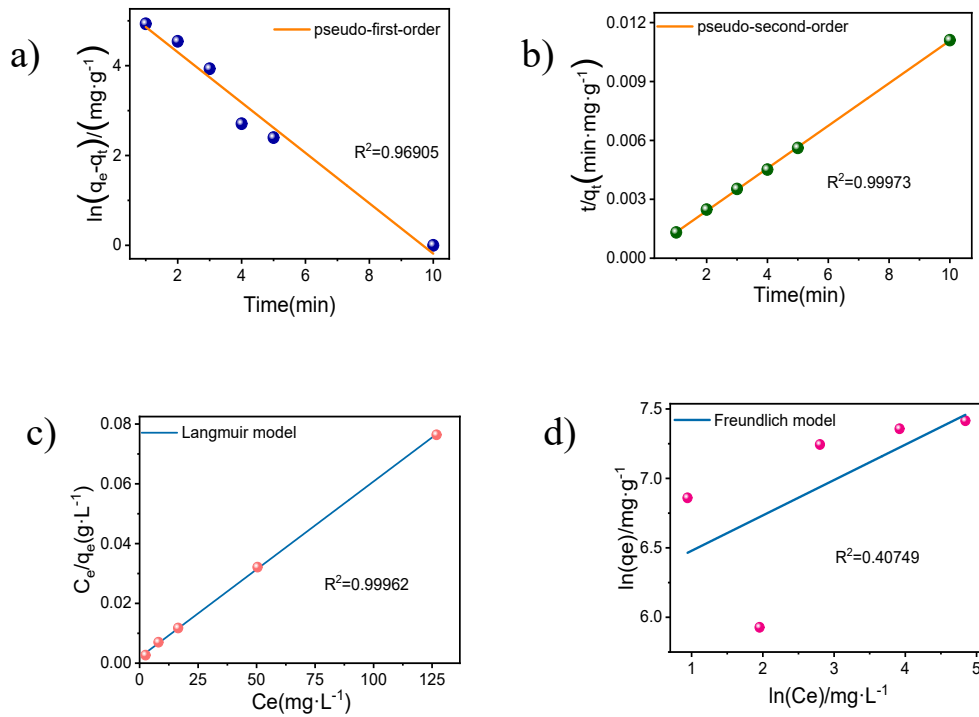 a)
pseudo-first-order
ln(qe-qt)/(mg·g-1)
4
2
0
R2=0.96905
2 4 6 8 10
Time(min)
b)
pseudo-second-order
t/qt(min·mg·g-1)
0.012
0.009
0.006
0.003
0.000
R2=0.99973
2 4 6 8 10
Time(min)
c)
Langmuir model
Ce/qe(g·L-1)
0.08
0.06
0.04
0.02
0.00
R2=0.99962
0 25 50 75 100 125
Ce(mg·L-1)
d)
Freundlich model
ln(qe)/mg·g-1
7.5
7.0
6.5
6.0
R2=0.40749
1 2 3 4 5
ln(Ce)/mg·L-1